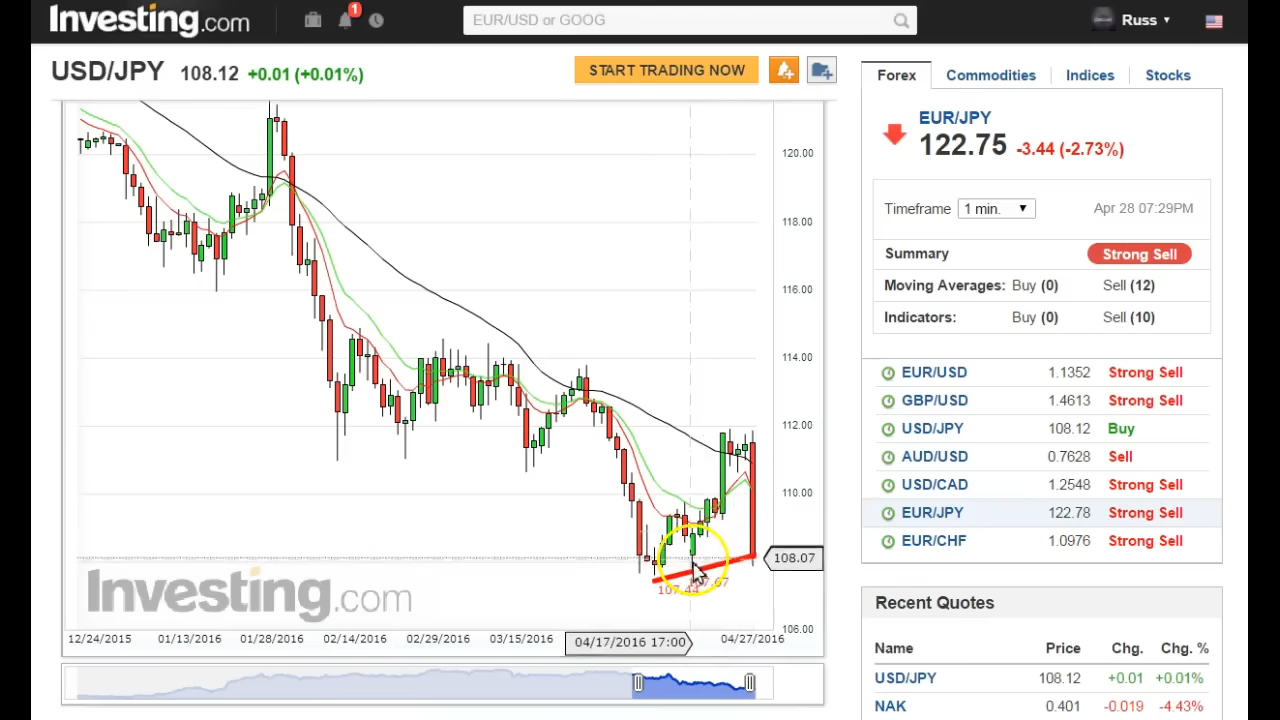 Investing.com
1
EUR/USD or GOOG
Russ
USD/JPY 108.12 +0.01 (+0.01%)
START TRADING NOW
120.00
118.00
116.00
114.00
112.00
110.00
108.07
106.00
107.44
Investing.com
12/24/2015 01/13/2016 01/28/2016 02/14/2016 02/29/2016 03/15/2016 04/17/2016 17:00 04/27/2016
Forex Commodities Indices Stocks
EUR/JPY
122.75 -3.44 (-2.73%)
Timeframe 1 min. Apr 28 07:29PM
Summary Strong Sell
Moving Averages: Buy (0) Sell (12)
Indicators: Buy (0) Sell (10)
EUR/USD 1.1352 Strong Sell
GBP/USD 1.4613 Strong Sell
USD/JPY 108.12 Buy
AUD/USD 0.7628 Sell
USD/CAD 1.2548 Strong Sell
EUR/JPY 122.78 Strong Sell
EUR/CHF 1.0976 Strong Sell
Recent Quotes
Name Price Chg. Chg. %
USD/JPY 108.12 +0.01 +0.01%
NAK 0.401 -0.019 -4.43%